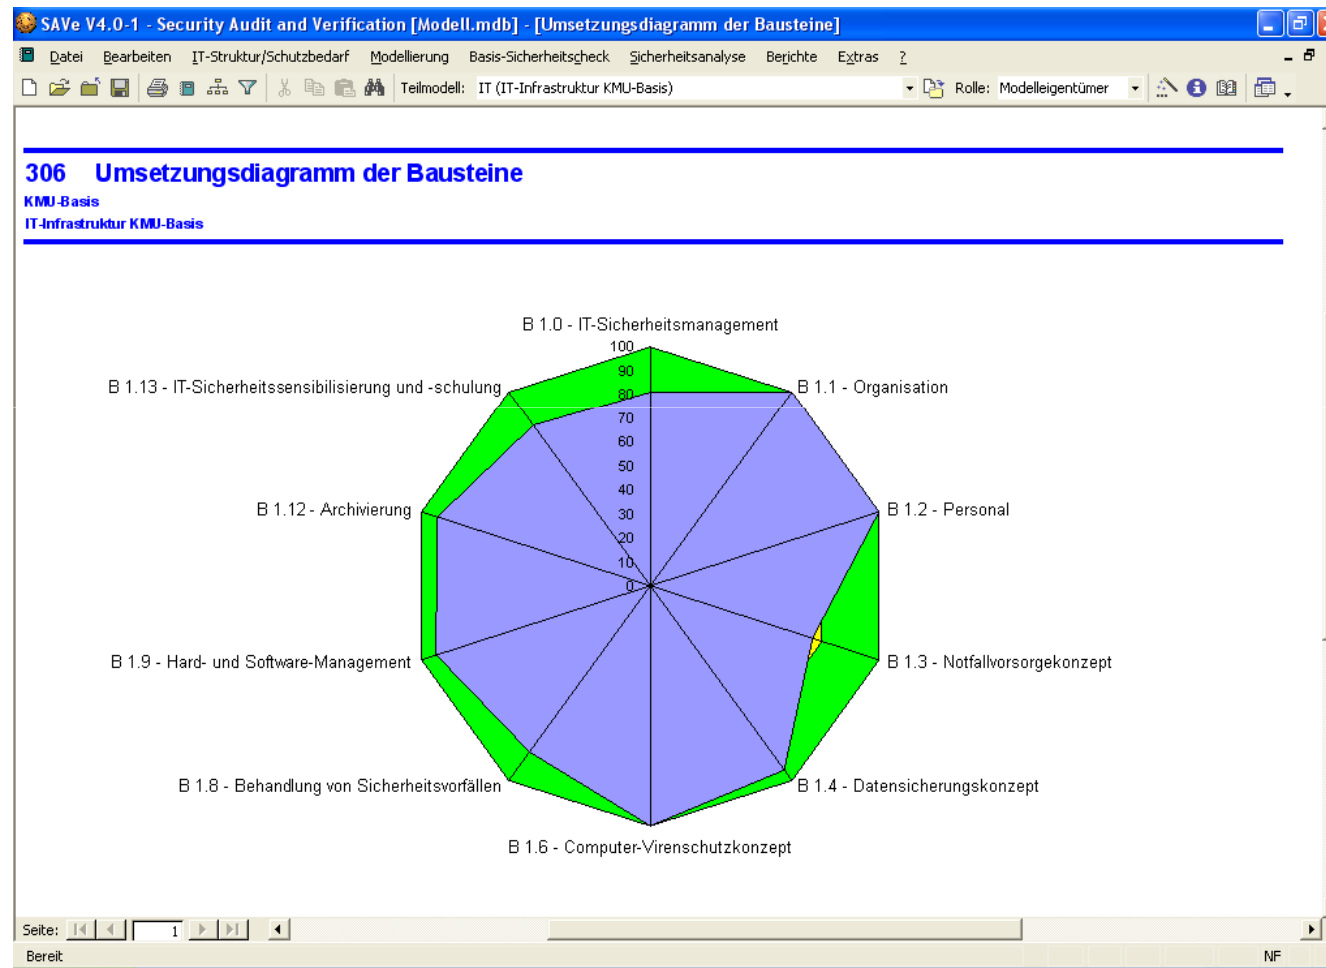 SAVe V4.0-1 - Security Audit and Verification [Modell.mdb] - [Umsetzungsdiagramm der Bausteine]
Datei Bearbeiten IT-Struktur/Schutzbedarf Modellierung Basis-Sicherheitscheck Sicherheitsanalyse Berichte Extras ?
Teilmodell: IT (IT-Infrastruktur KMU-Basis) Rolle: Modelleigentümer
306 Umsetzungsdiagramm der Bausteine
KMU-Basis
IT-Infrastruktur KMU-Basis
B 1.0 - IT-Sicherheitsmanagement
100
90
B 1.13 - IT-Sicherheitssensibilisierung und -schulung
B 1.1 - Organisation
80
70
60
50
40
B 1.12 - Archivierung
B 1.2 - Personal
30
20
10
0
B 1.9 - Hard- und Software-Management
B 1.3 - Notfallvorsorgekonzept
B 1.8 - Behandlung von Sicherheitsvorfällen
B 1.4 - Datensicherungskonzept
B 1.6 - Computer-Virenschutzkonzept
Seite: 1
Bereit NF